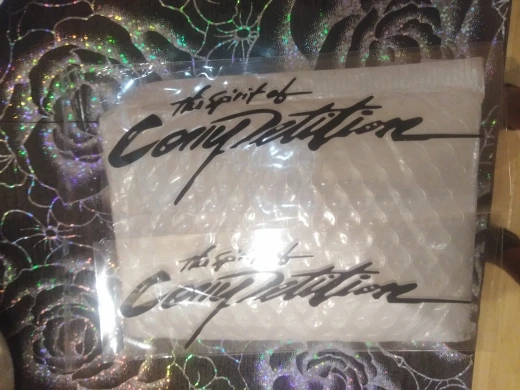 The Spirit of
Competition
The Spirit of
Competition